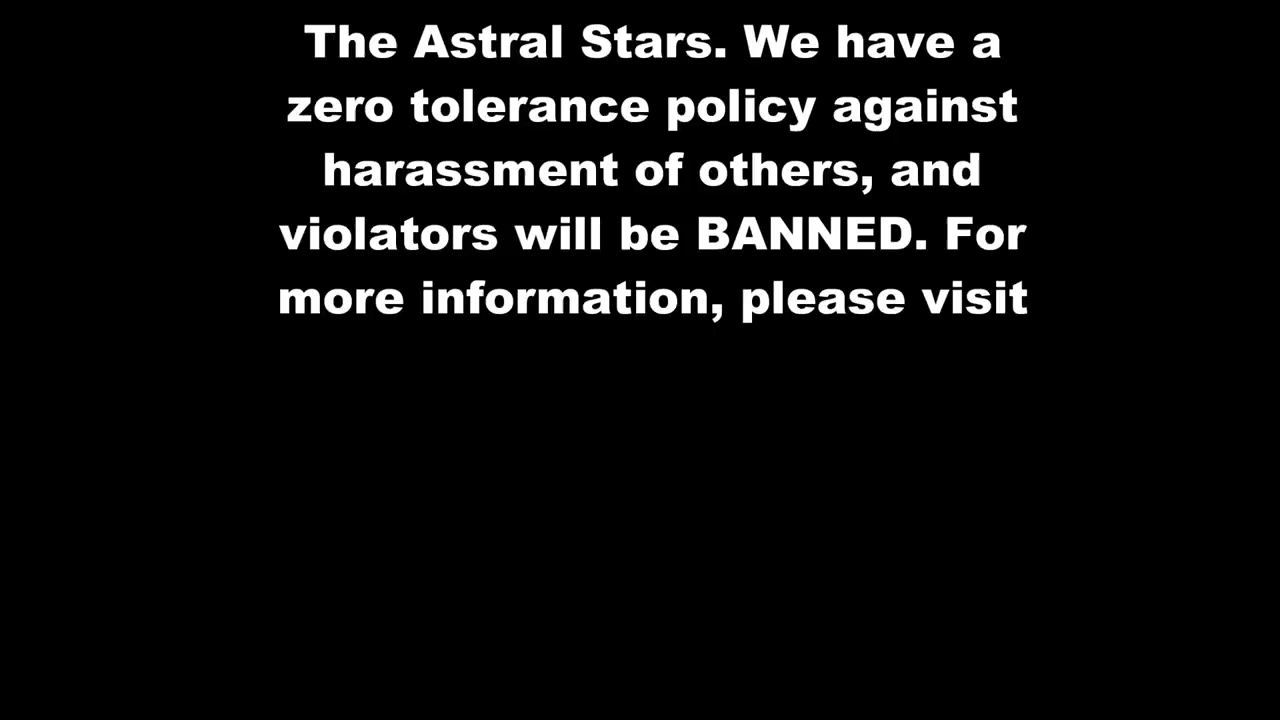 The Astral Stars. We have a
zero tolerance policy against
harassment of others, and
violators will be BANNED. For
more information, please visit